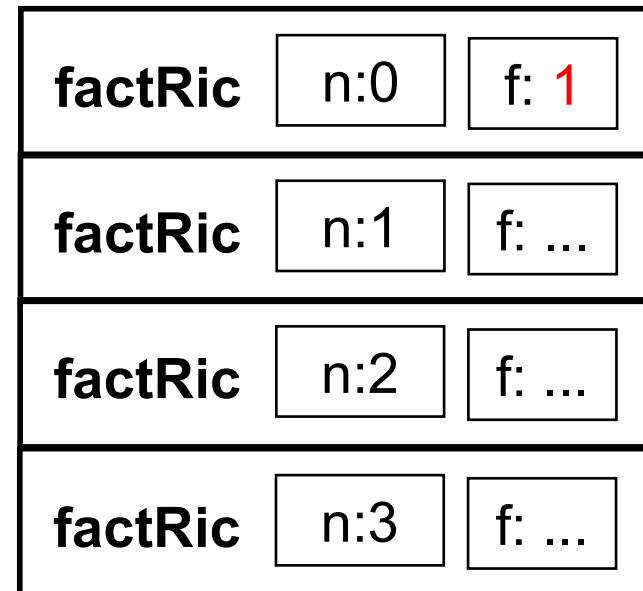 factRic n:0 f: 1
factRic n:1 f: ...
factRic n:2 f: ...
factRic n:3 f: ...